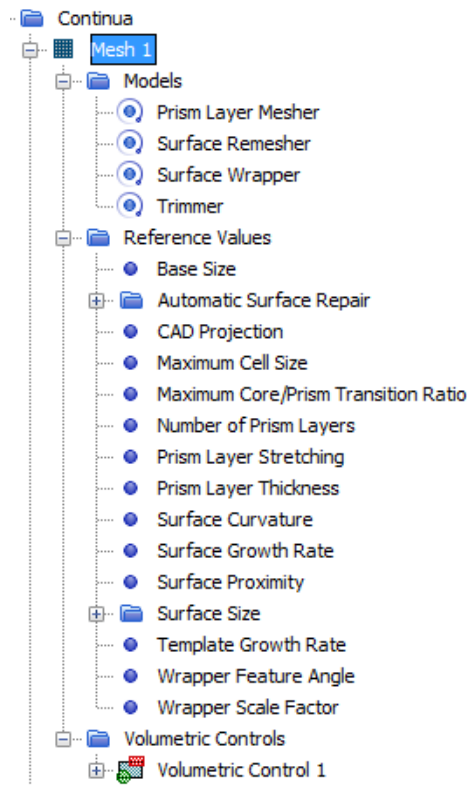 Continua
Mesh 1
Models
Prism Layer Mesher
Surface Remesher
Surface Wrapper
Trimmer
Reference Values
Base Size
Automatic Surface Repair
CAD Projection
Maximum Cell Size
Maximum Core/Prism Transition Ratio
Number of Prism Layers
Prism Layer Stretching
Prism Layer Thickness
Surface Curvature
Surface Growth Rate
Surface Proximity
Surface Size
Template Growth Rate
Wrapper Feature Angle
Wrapper Scale Factor
Volumetric Controls
Volumetric Control 1